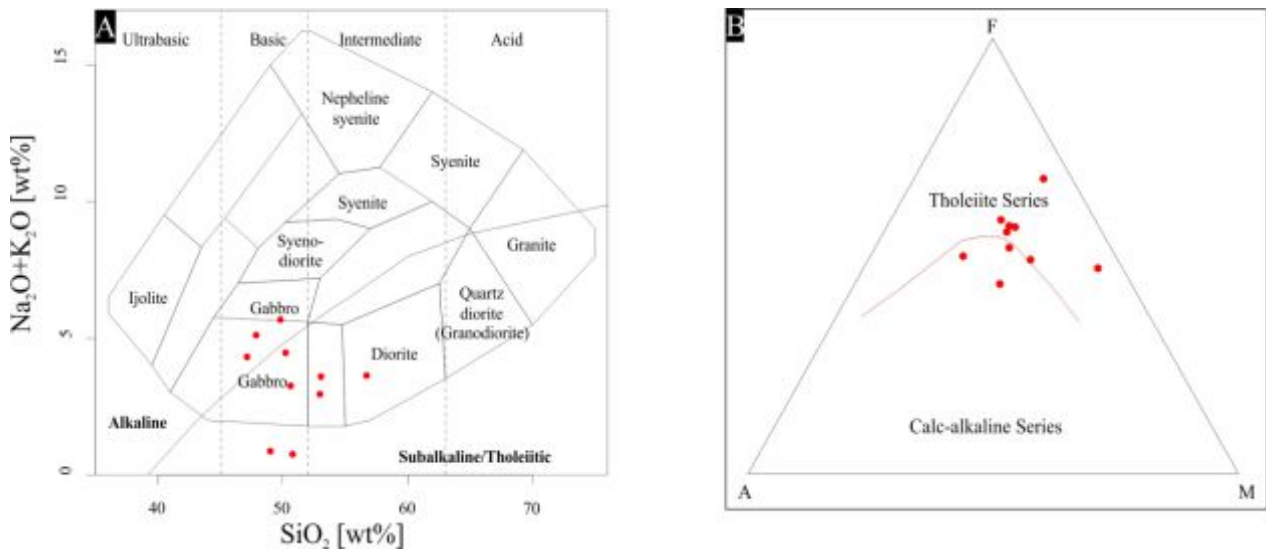 A
Ultrabasic
Basic
Intermediate
Acid
Nepheline
syenite
Syenite
Syenite
Syeno-
diorite
Granite
Ijolite
Gabbro
Quartz
diorite
(Granodiorite)
Diorite
Gabbro
Alkaline
Subalkaline/Tholeiitic
Na₂O+K₂O [wt%]
15
10
5
0
40
50
60
70
SiO₂ [wt%]
B
F
Tholeiite Series
Calc-alkaline Series
A
M